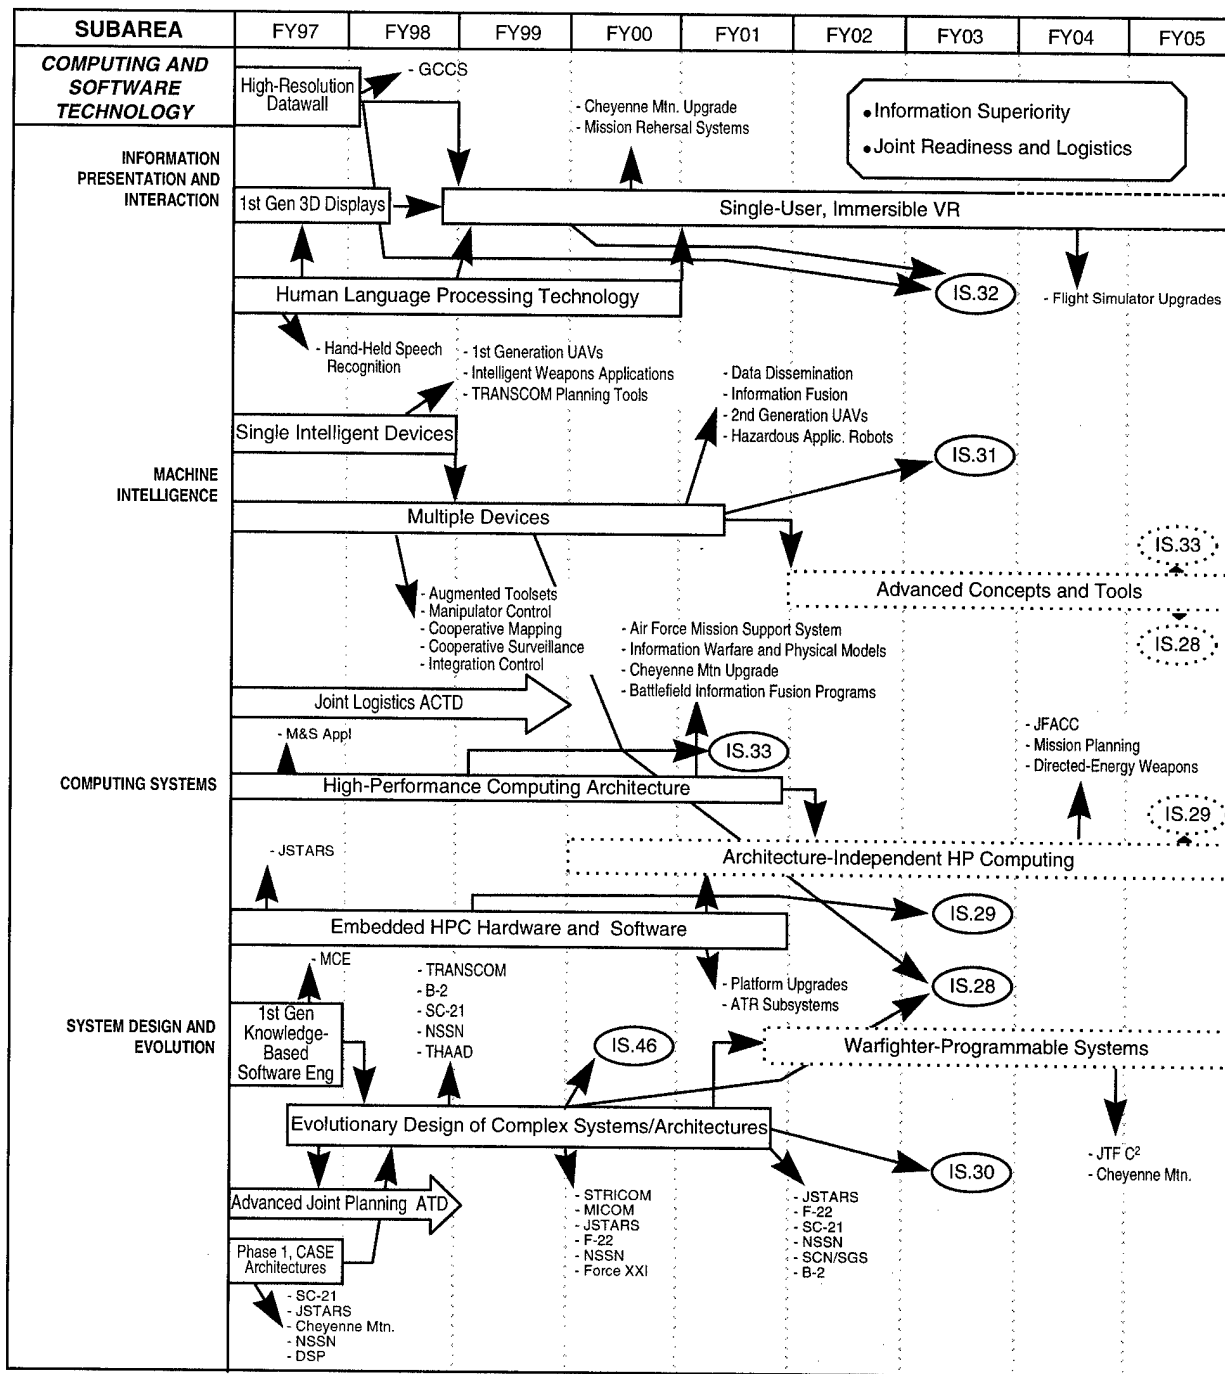 SUBAREA FY97 FY98 FY99 FY00 FY01 FY02 FY03 FY04 FY05
COMPUTING AND
SOFTWARE
TECHNOLOGY
High-Resolution
Datawall
- GCCS
- Cheyenne Mtn. Upgrade
- Mission Rehersal Systems
• Information Superiority
• Joint Readiness and Logistics
INFORMATION
PRESENTATION AND
INTERACTION
1st Gen 3D Displays
Single-User, Immersible VR
Human Language Processing Technology
IS.32
- Flight Simulator Upgrades
- Hand-Held Speech
Recognition
- 1st Generation UAVs
- Intelligent Weapons Applications
- TRANSCOM Planning Tools
- Data Dissemination
- Information Fusion
- 2nd Generation UAVs
- Hazardous Applic. Robots
Single Intelligent Devices
IS.31
MACHINE
INTELLIGENCE
Multiple Devices
IS.33
Advanced Concepts and Tools
IS.28
- Augmented Toolsets
- Manipulator Control
- Cooperative Mapping
- Cooperative Surveillance
- Integration Control
- Air Force Mission Support System
- Information Warfare and Physical Models
- Cheyenne Mtn Upgrade
- Battlefield Information Fusion Programs
Joint Logistics ACTD
- M&S Appl
IS.33
- JFACC
- Mission Planning
- Directed-Energy Weapons
COMPUTING SYSTEMS
High-Performance Computing Architecture
IS.29
- JSTARS
Architecture-Independent HP Computing
Embedded HPC Hardware and Software
IS.29
- MCE
- TRANSCOM
- B-2
- SC-21
- NSSN
- THAAD
- Platform Upgrades
- ATR Subsystems
IS.28
SYSTEM DESIGN AND
EVOLUTION
1st Gen
Knowledge-
Based
Software Eng
IS.46
Warfighter-Programmable Systems
Evolutionary Design of Complex Systems/Architectures
IS.30
- JTF C²
- Cheyenne Mtn.
Advanced Joint Planning ATD
- STRICOM
- MICOM
- JSTARS
- F-22
- NSSN
- Force XXI
- JSTARS
- F-22
- SC-21
- NSSN
- SCN/SGS
- B-2
Phase 1, CASE
Architectures
- SC-21
- JSTARS
- Cheyenne Mtn.
- NSSN
- DSP